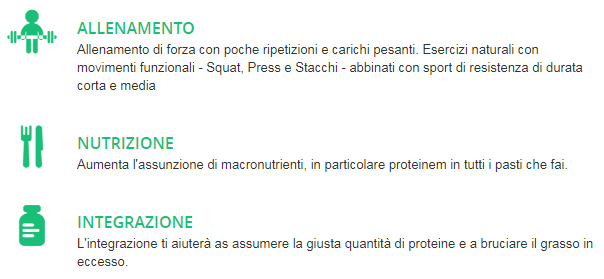 ALLENAMENTO
Allenamento di forza con poche ripetizioni e carichi pesanti. Esercizi naturali con
movimenti funzionali - Squat, Press e Stacchi - abbinati con sport di resistenza di durata
corta e media
NUTRIZIONE
Aumenta l'assunzione di macronutrienti, in particolare proteinem in tutti i pasti che fai.
INTEGRAZIONE
L'integrazione ti aiuterà as assumere la giusta quantità di proteine e a bruciare il grasso in
eccesso.